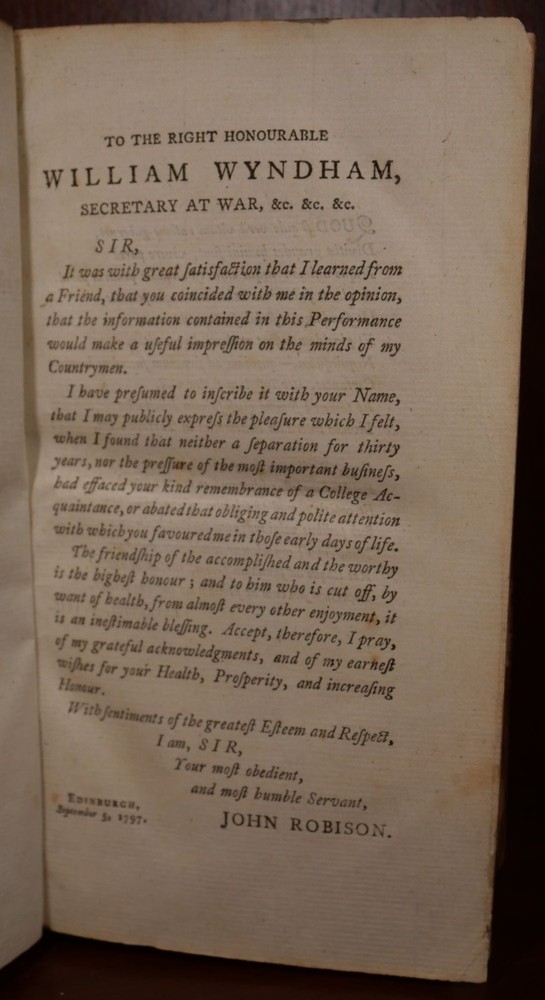 TO THE RIGHT HONOURABLE
WILLIAM WYNDHAM,
SECRETARY AT WAR, &c. &c. &c.
SIR,
It was with great ſatisfaction that I learned from
a Friend, that you coincided with me in the opinion,
that the information contained in this Performance
would make a uſeful impreſſion on the minds of my
Countrymen.
I have preſumed to inſcribe it with your Name,
that I may publicly expreſs the pleaſure which I felt,
when I found that neither a ſeparation for thirty
years, nor the preſſure of the moſt important buſineſs,
had effaced your kind remembrance of a College Ac-
quaintance, or abated that obliging and polite attention
with which you favoured me in thoſe early days of life.
The friendſhip of the accompliſhed and the worthy
is the higheſt honour ; and to him who is cut off, by
want of health, from almoſt every other enjoyment, it
is an ineſtimable bleſſing. Accept, therefore, I pray,
of my grateful acknowledgments, and of my earneſt
wiſhes for your Health, Proſperity, and increaſing
Honour.
With ſentiments of the greateſt Eſteem and Reſpect,
I am, SIR,
Your moſt obedient,
and moſt humble Servant,
JOHN ROBISON.
EDINBURGH,
September 5, 1797.